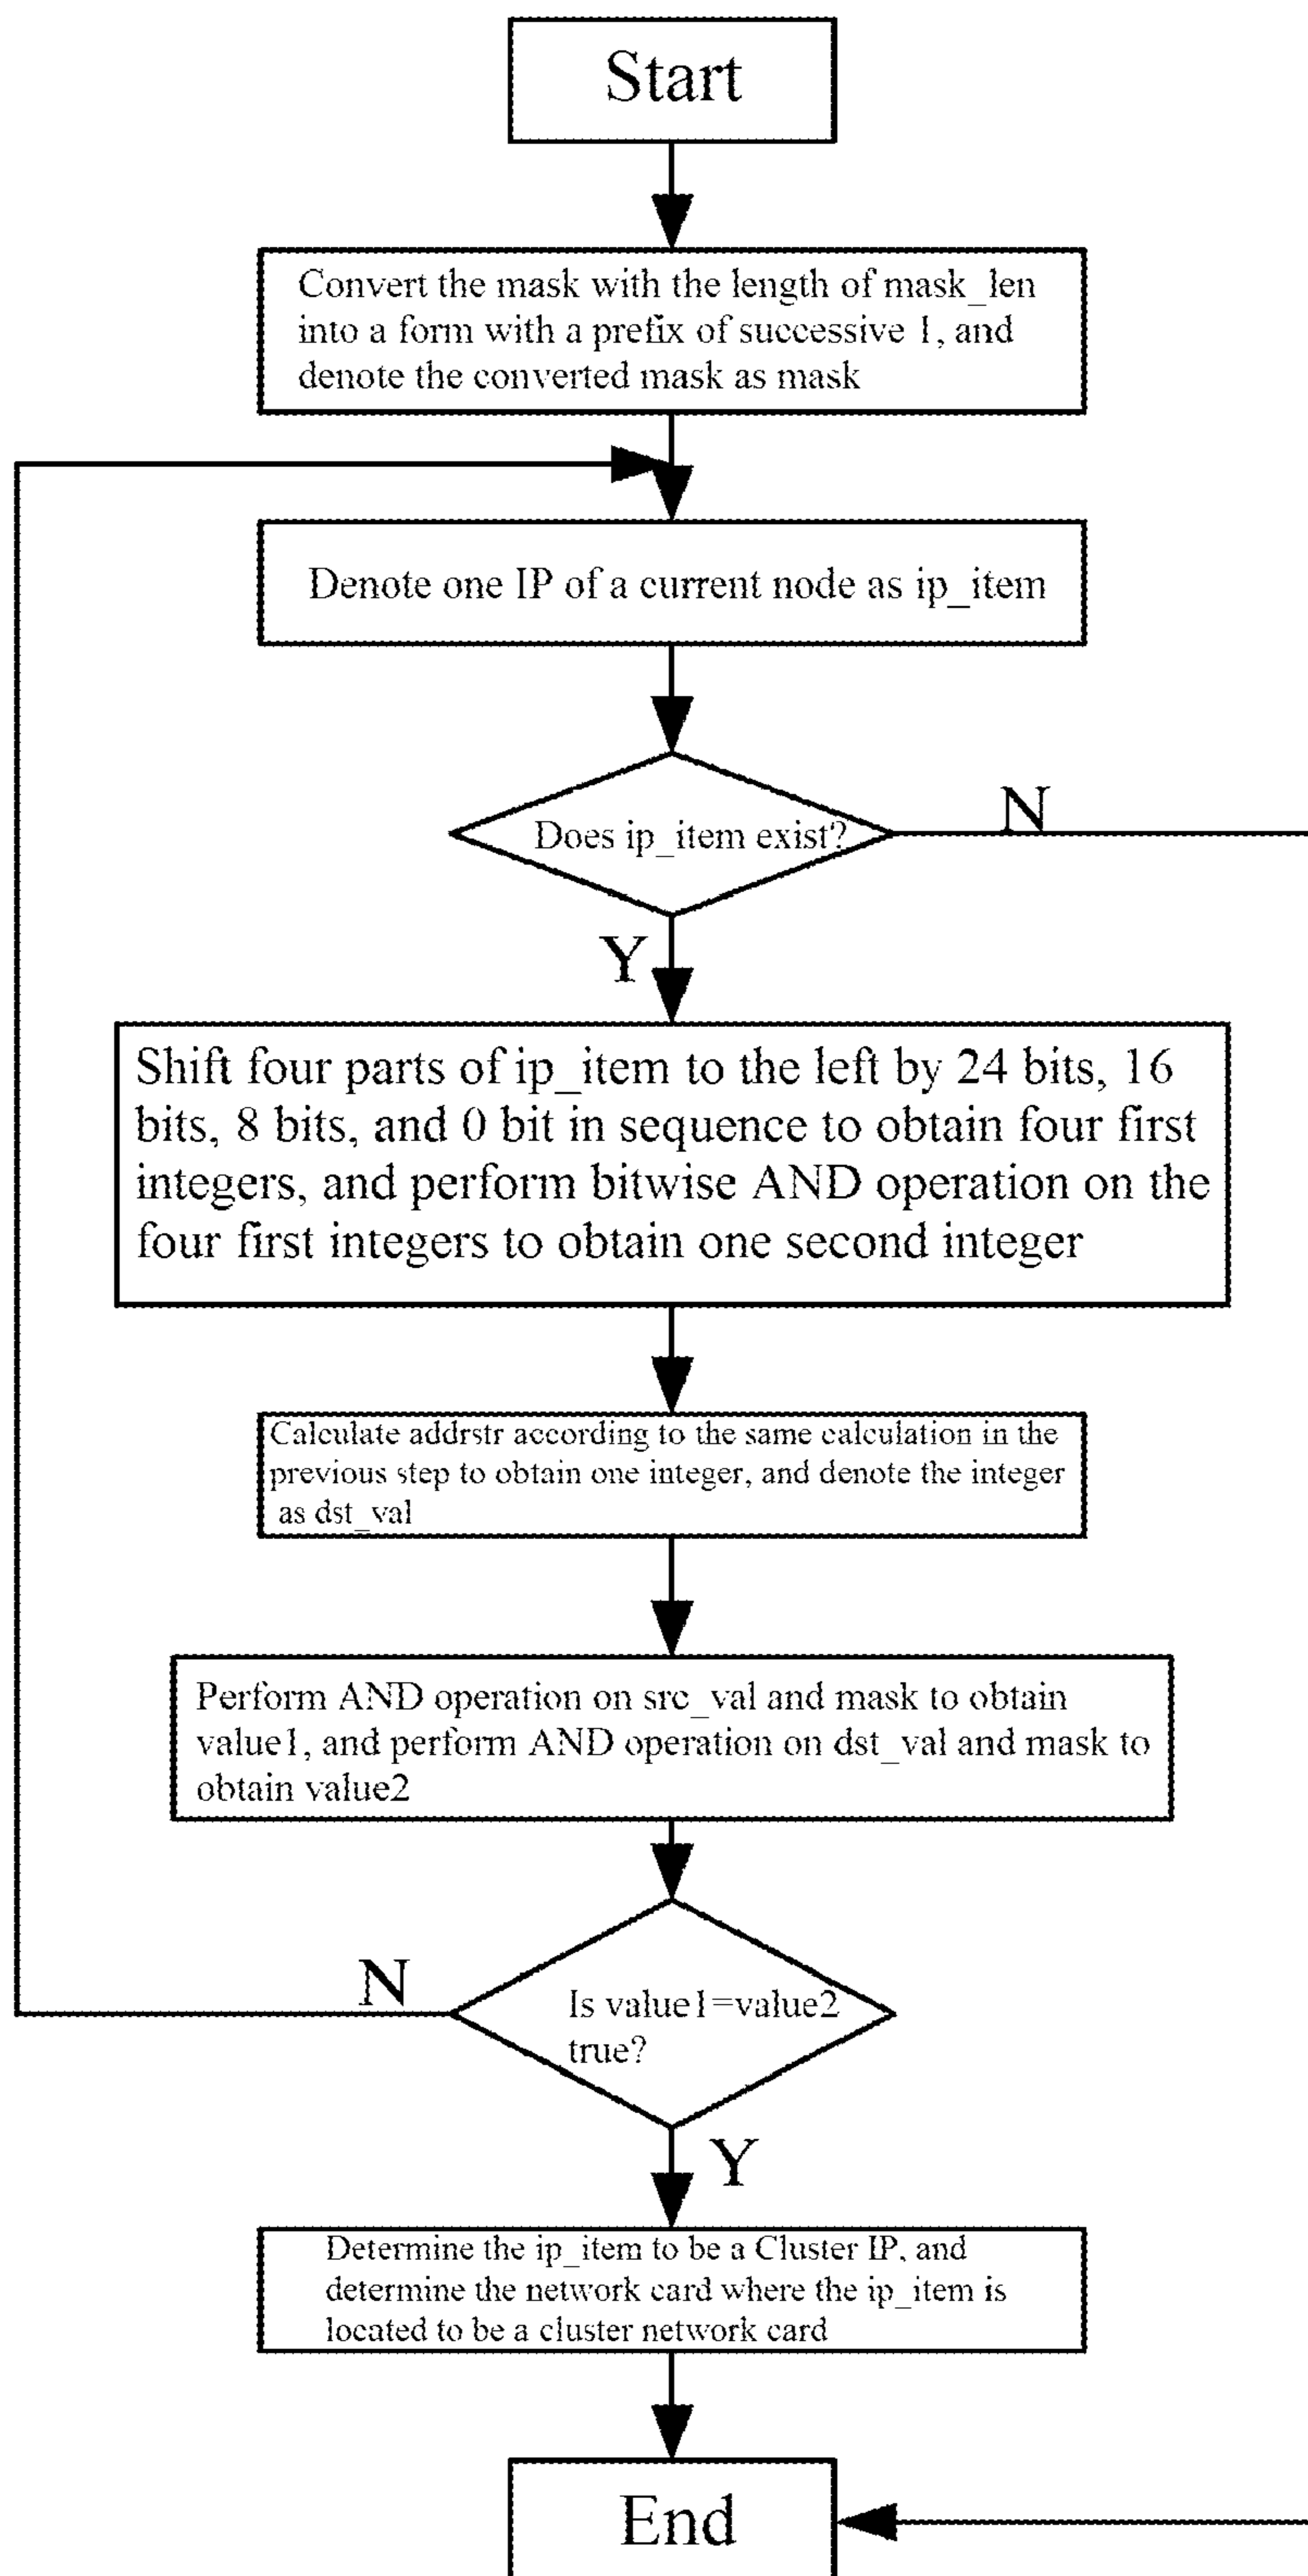 Start
Convert the mask with the length of mask_len
into a form with a prefix of successive 1, and
denote the converted mask as mask
Denote one IP of a current node as ip_item
Does ip_item exist?
N
Y
Shift four parts of ip_item to the left by 24 bits, 16
bits, 8 bits, and 0 bit in sequence to obtain four first
integers, and perform bitwise AND operation on the
four first integers to obtain one second integer
Calculate addrstr according to the same calculation in the
previous step to obtain one integer, and denote the integer
as dst_val
Perform AND operation on src_val and mask to obtain
value1, and perform AND operation on dst_val and mask to
obtain value2
N
Is value1=value2
true?
Y
Determine the ip_item to be a Cluster IP, and
determine the network card where the ip_item is
located to be a cluster network card
End